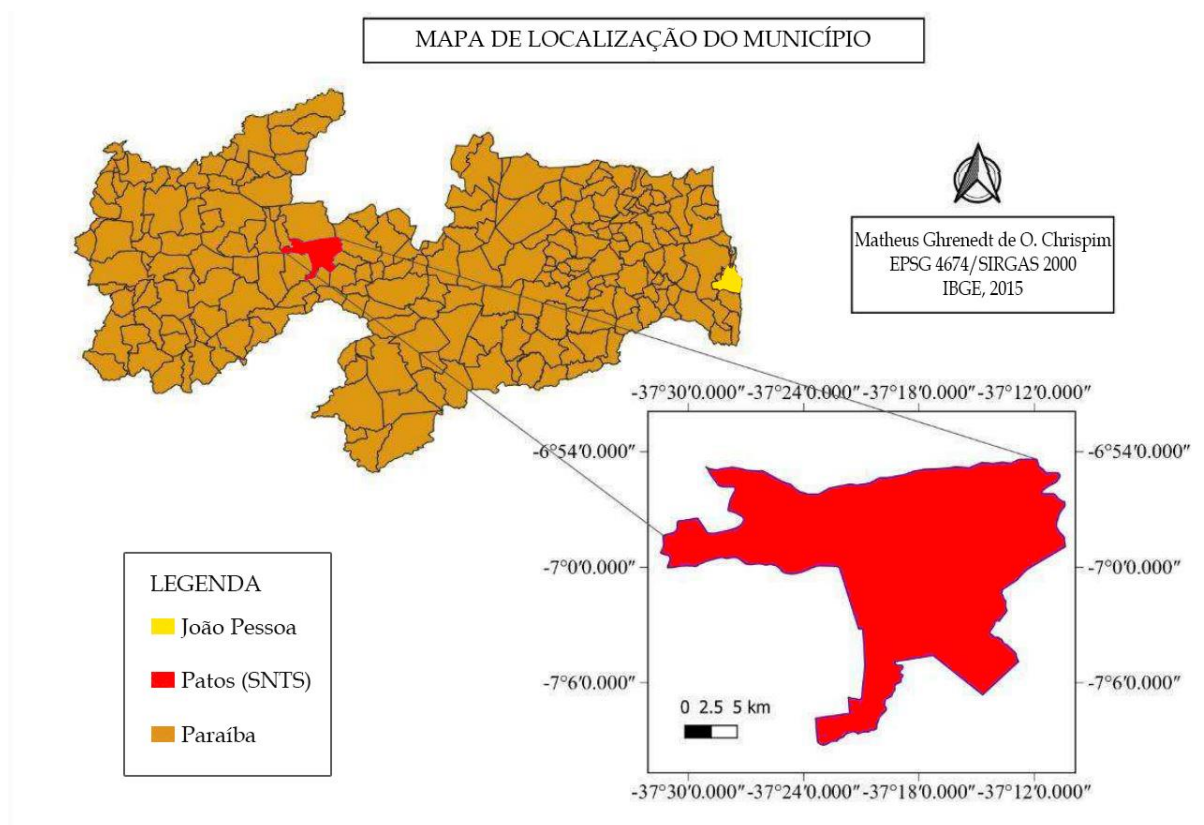 MAPA DE LOCALIZAÇÃO DO MUNICÍPIO
Matheus Ghrenedt de O. Chrispim
EPSG 4674/SIRGAS 2000
IBGE, 2015
-37°30′0.000″ -37°24′0.000″ -37°18′0.000″ -37°12′0.000″
-6°54′0.000″ -6°54′0.000″
-7°0′0.000″ -7°0′0.000″
-7°6′0.000″ -7°6′0.000″
0 2.5 5 km
-37°30′0.000″ -37°24′0.000″ -37°18′0.000″ -37°12′0.000″
LEGENDA
João Pessoa
Patos (SNTS)
Paraíba